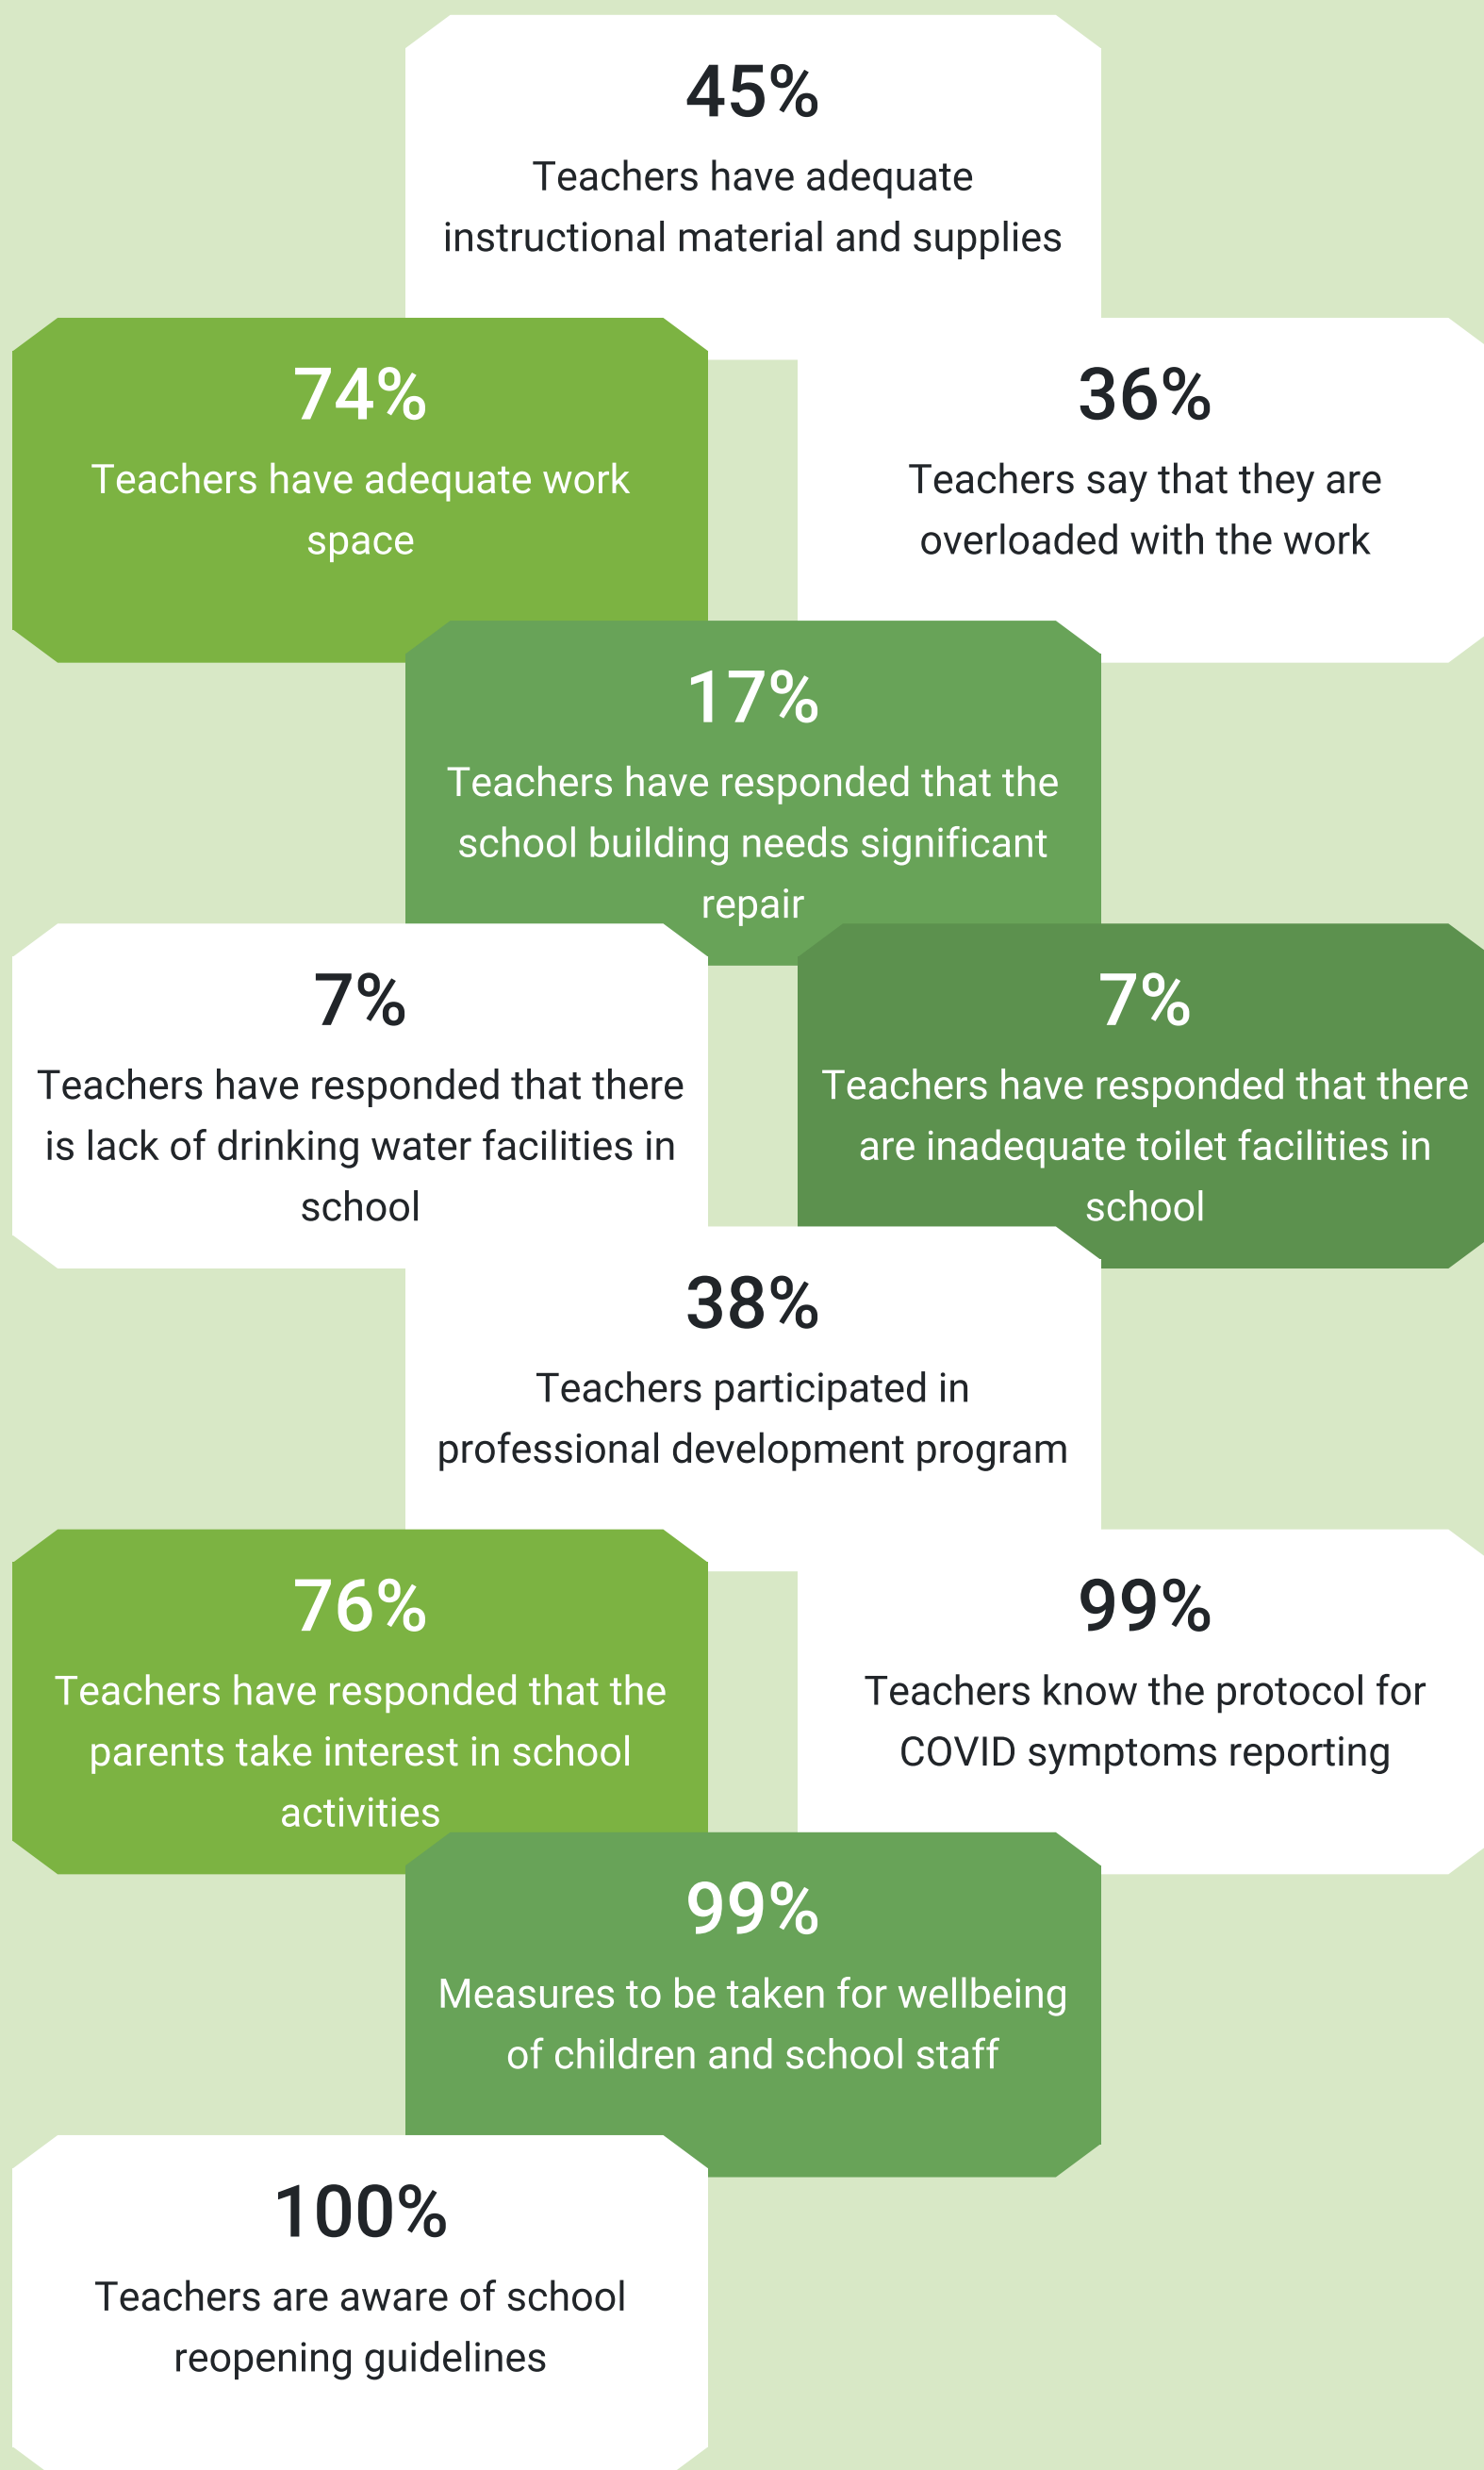 45%
Teachers have adequate
instructional material and supplies
74%
Teachers have adequate work
space
36%
Teachers say that they are
overloaded with the work
17%
Teachers have responded that the
school building needs significant
repair
7%
Teachers have responded that there
is lack of drinking water facilities in
school
7%
Teachers have responded that there
are inadequate toilet facilities in
school
38%
Teachers participated in
professional development program
76%
Teachers have responded that the
parents take interest in school
activities
99%
Teachers know the protocol for
COVID symptoms reporting
99%
Measures to be taken for wellbeing
of children and school staff
100%
Teachers are aware of school
reopening guidelines